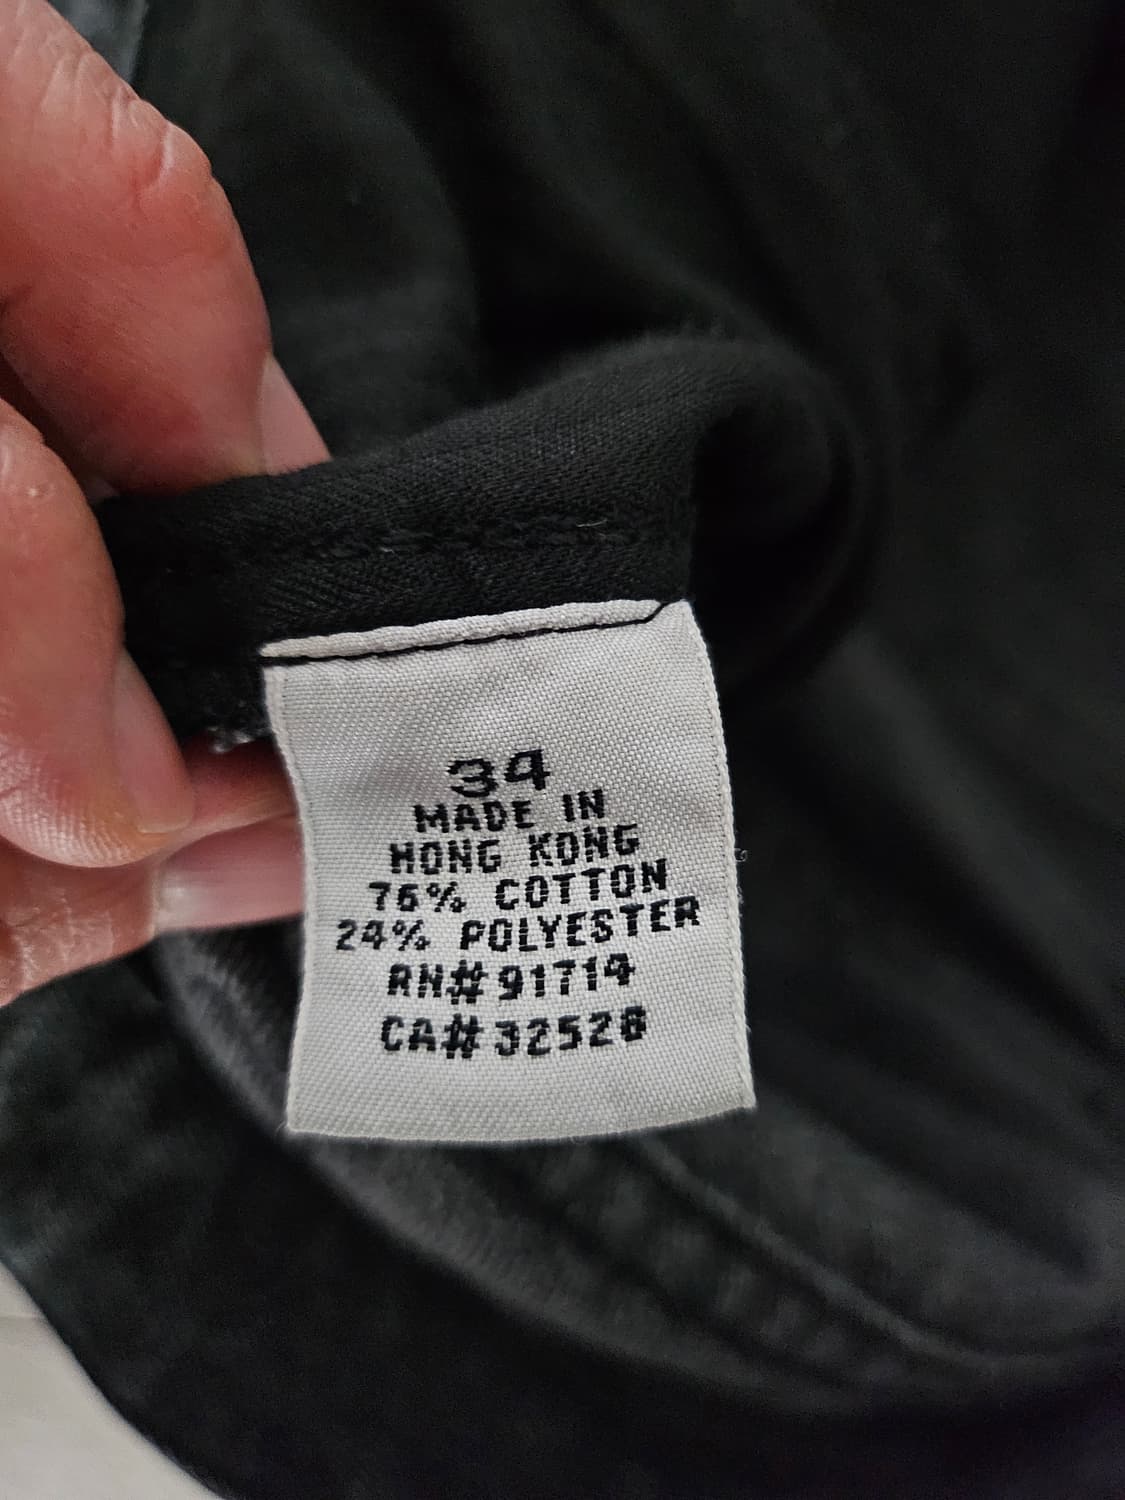 34
MADE IN
HONG KONG
76% COTTON
24% POLYESTER
RN# 91714
CA# 32528